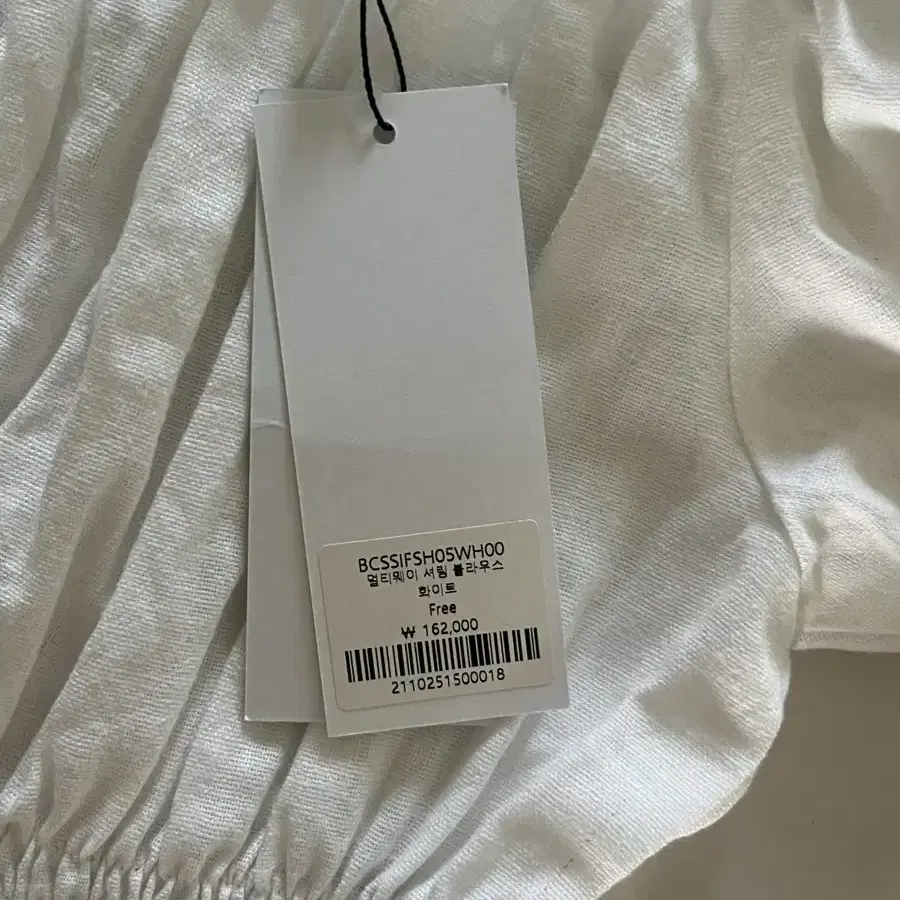 BCSSIFSH05WH00
멀티웨이 셔링 블라우스
화이트
Free
₩ 162,000
2110251500018